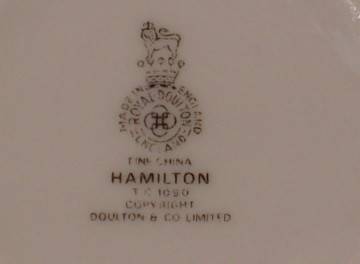 MADE IN ENGLAND
ROYAL DOULTON
ENGLAND
FINE CHINA
HAMILTON
T.C. 1090
COPYRIGHT
DOULTON & CO. LIMITED